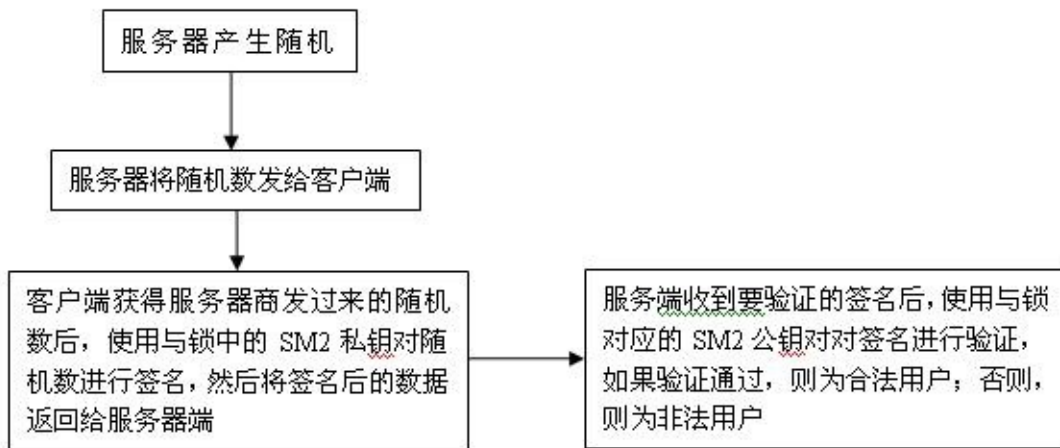 服务器产生随机
服务器将随机数发给客户端
客户端获得服务器商发过来的随机
数后，使用与锁中的 SM2 私钥对随
机数进行签名，然后将签名后的数据
返回给服务器端
服务端收到要验证的签名后，使用与锁
对应的 SM2 公钥对对签名进行验证，
如果验证通过，则为合法用户；否则，
则为非法用户